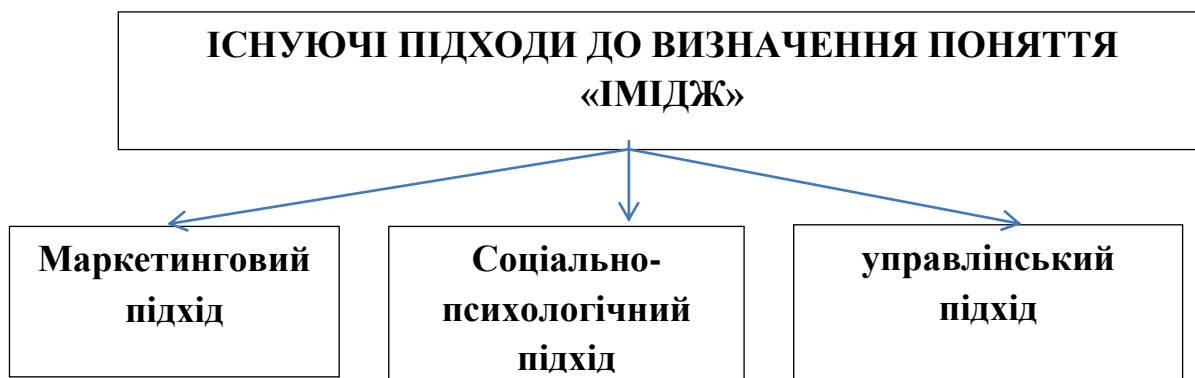 ІСНУЮЧІ ПІДХОДИ ДО ВИЗНАЧЕННЯ ПОНЯТТЯ
«ІМІДЖ»
Маркетинговий
підхід
Соціально-
психологічний
підхід
управлінський
підхід